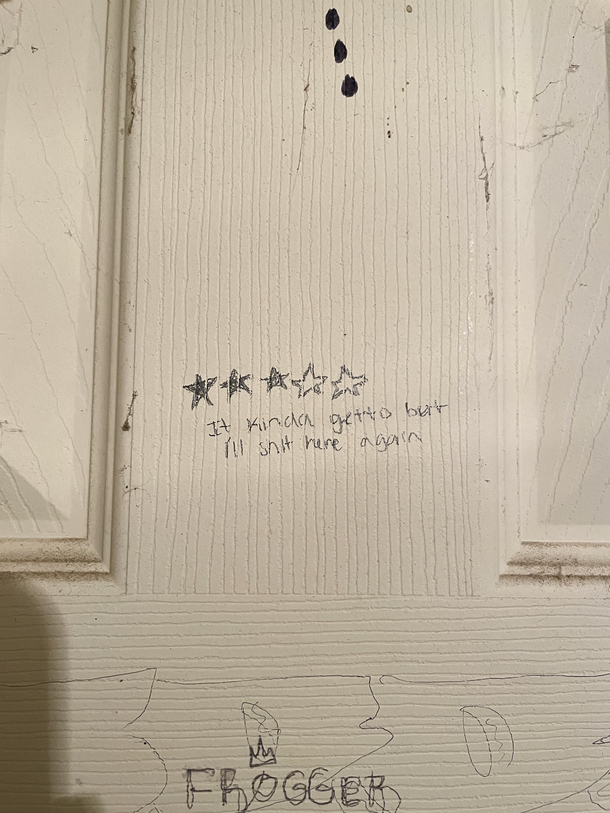 ★★★☆☆
It kinda getto but
I'll shit here again
FROGGER